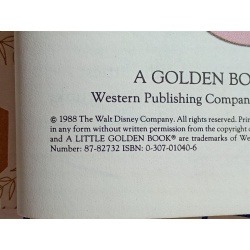 A GOLDEN BO
Western Publishing Compan
© 1988 The Walt Disney Company. All rights reserved. Prin
in any form without written permission from the copyright o
and A LITTLE GOLDEN BOOK® are trademarks of We
Number: 87-82732 ISBN: 0-307-01040-6